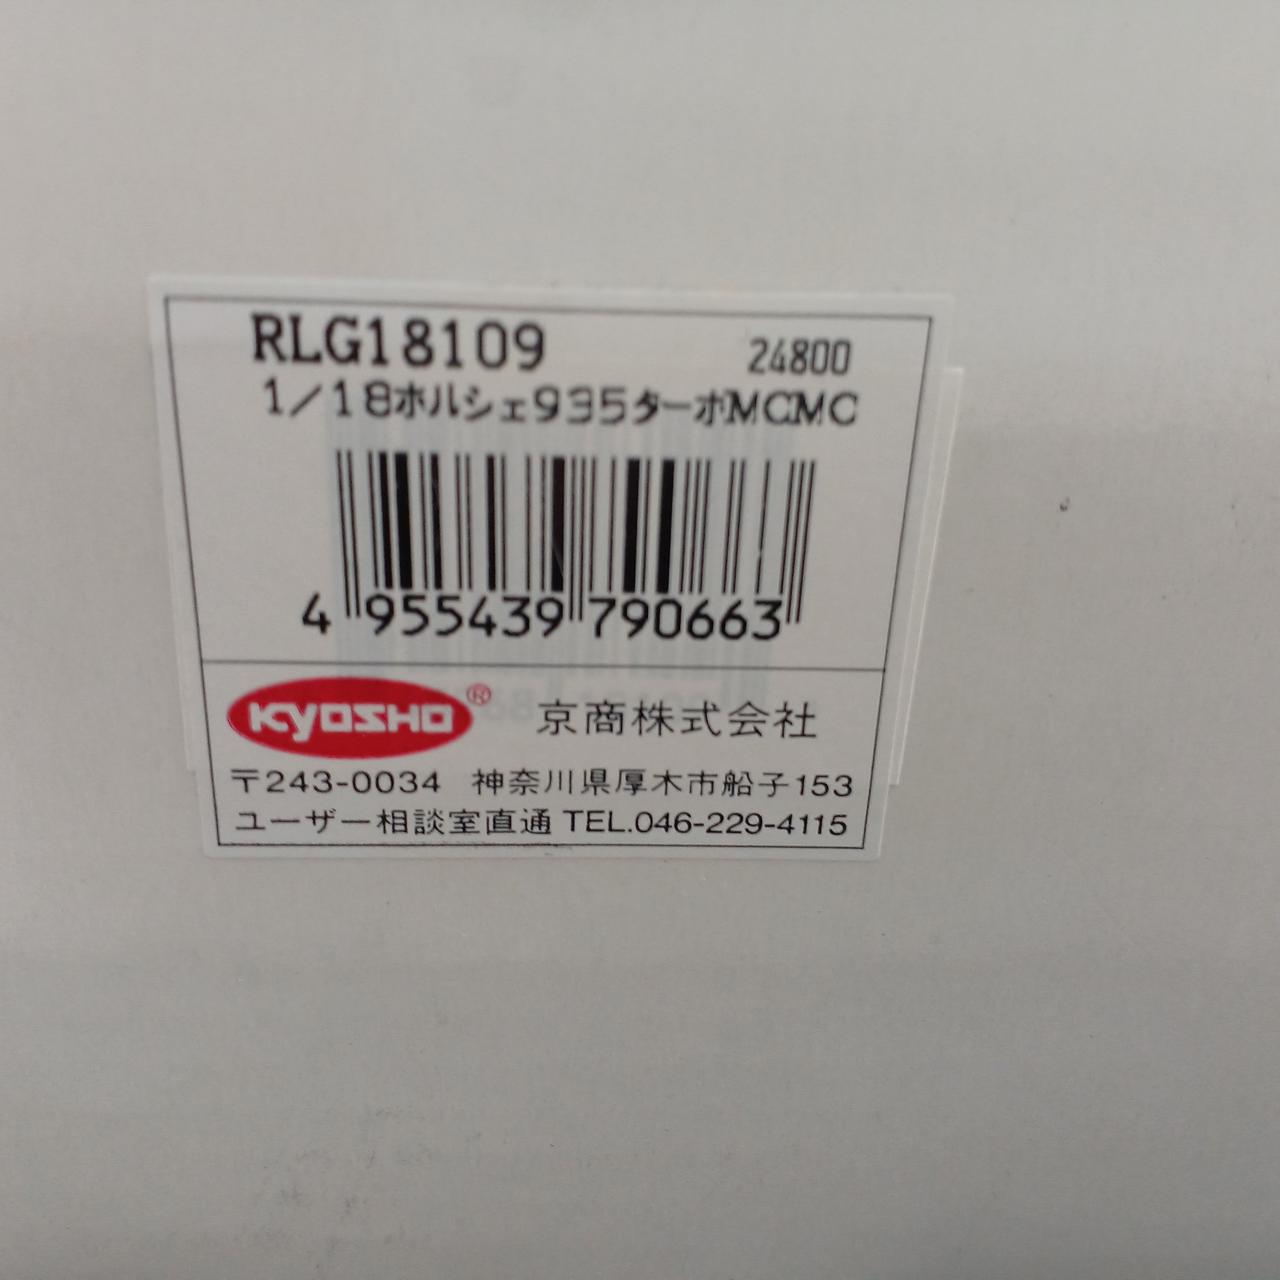 RLG18109 24800
1/18ホルシェ935ターホMCMC
4 955439 790663
KYOSHO® 京商株式会社
〒243-0034 神奈川県厚木市船子153
ユーザー相談室直通 TEL.046-229-4115